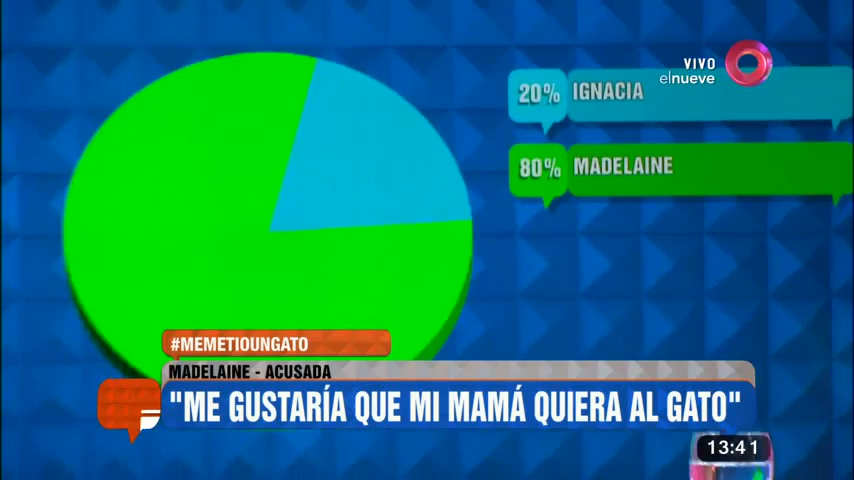 VIVO
elnueve
20% IGNACIA
80% MADELAINE
#MEMETIOUNGATO
MADELAINE - ACUSADA
"ME GUSTARÍA QUE MI MAMÁ QUIERA AL GATO"
13:41